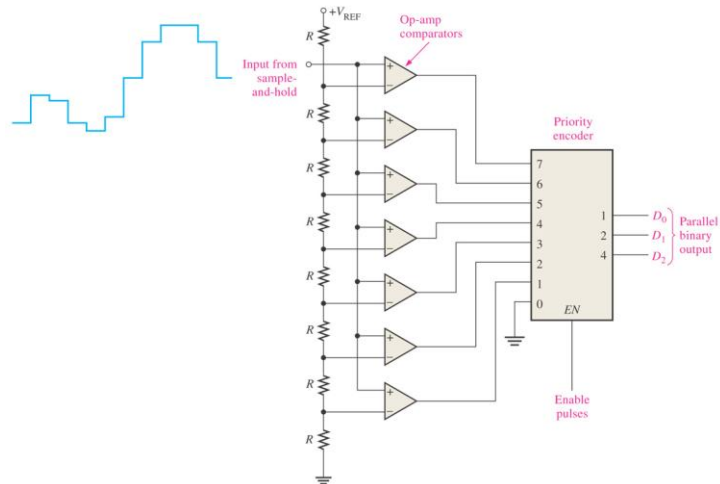 +V_REF
R
Op-amp
comparators
Input from
sample-
and-hold
R
R
R
R
R
R
R
Priority
encoder
7
6
5
4
3
2
1
0
1
2
4
EN
D₀
D₁
D₂
Parallel
binary
output
Enable
pulses
+
−
+
−
+
−
+
−
+
−
+
−
+
−